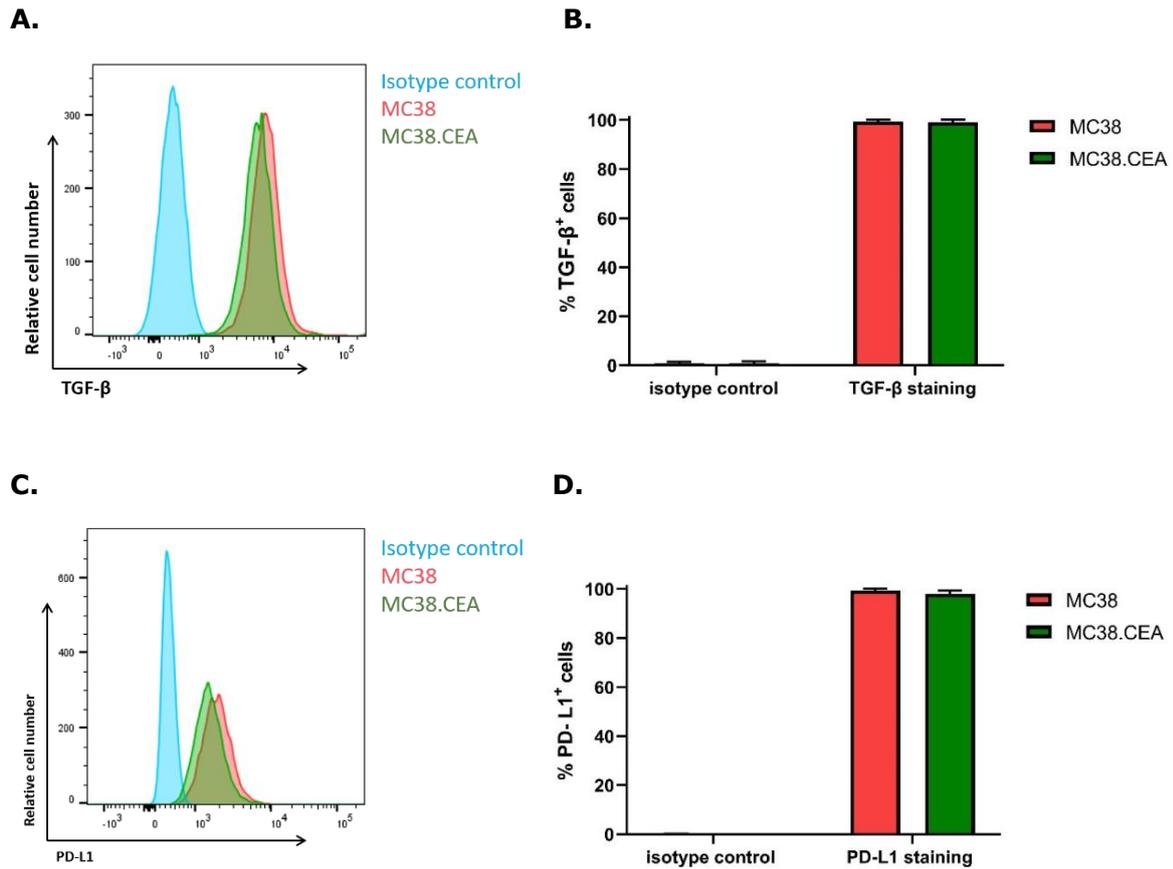 A.
Isotype control
MC38
MC38.CEA
300
200
100
0
-10³ 0 10³ 10⁴ 10⁵
Relative cell number
TGF-β
B.
100
80
60
40
20
0
% TGF-β⁺ cells
isotype control TGF-β staining
MC38
MC38.CEA
C.
Isotype control
MC38
MC38.CEA
600
400
200
0
-10³ 0 10³ 10⁴ 10⁵
Relative cell number
PD-L1
D.
100
80
60
40
20
0
% PD- L1⁺ cells
isotype control PD-L1 staining
MC38
MC38.CEA